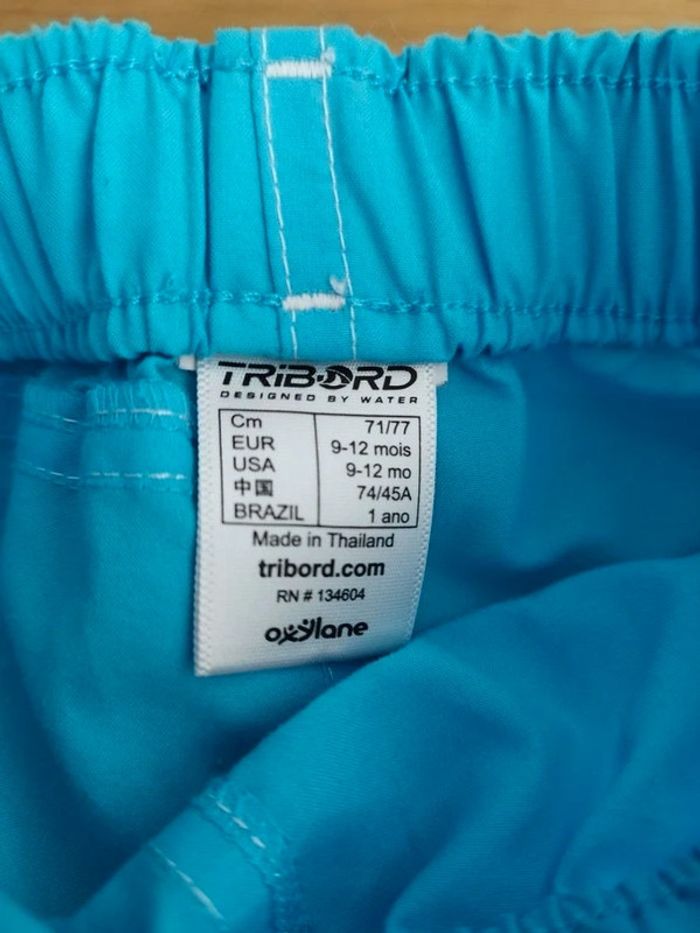 TRIBORD
DESIGNED BY WATER
Cm 71/77
EUR 9-12 mois
USA 9-12 mo
中国 74/45A
BRAZIL 1 ano
Made in Thailand
tribord.com
RN # 134604
oxylane